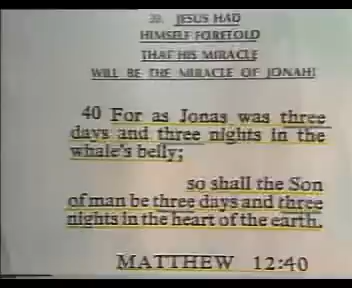 20. JESUS HAD
HIMSELF FORETOLD
THAT HIS MIRACLE
WILL BE THE MIRACLE OF JONAH!
40 For as Jonas was three
days and three nights in the
whale's belly;
so shall the Son
of man be three days and three
nights in the heart of the earth.
MATTHEW 12:40